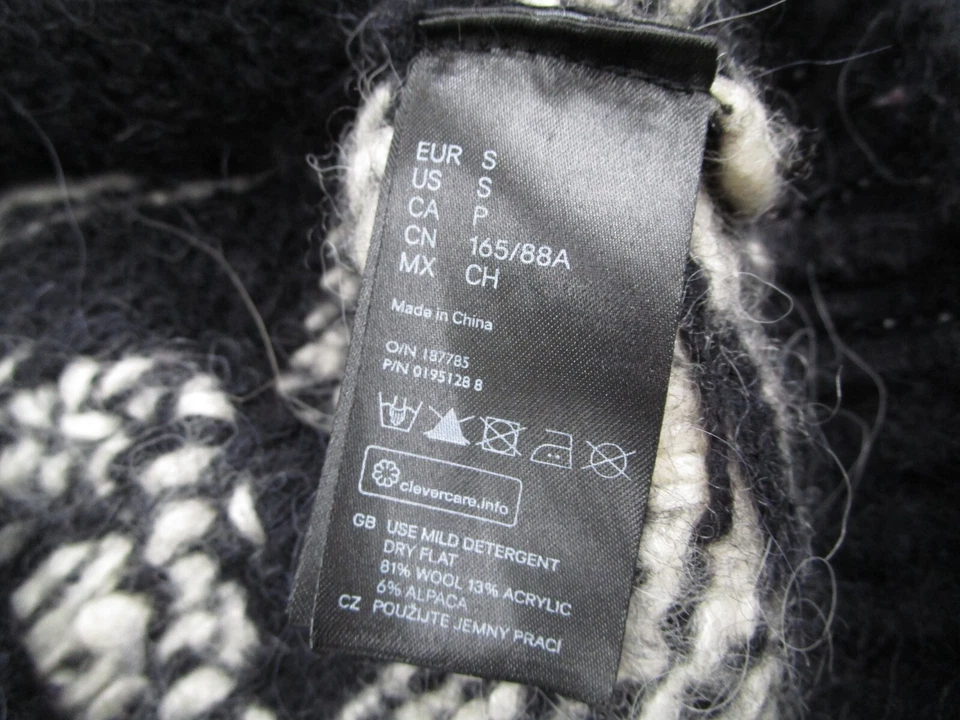 EUR S
US S
CA P
CN 165/88A
MX CH
Made in China
O/N 187785
P/N 0195128 8
clevercare.info
GB USE MILD DETERGENT
DRY FLAT
81% WOOL 13% ACRYLIC
6% ALPACA
CZ POUŽIJTE JEMNY PRACÍ